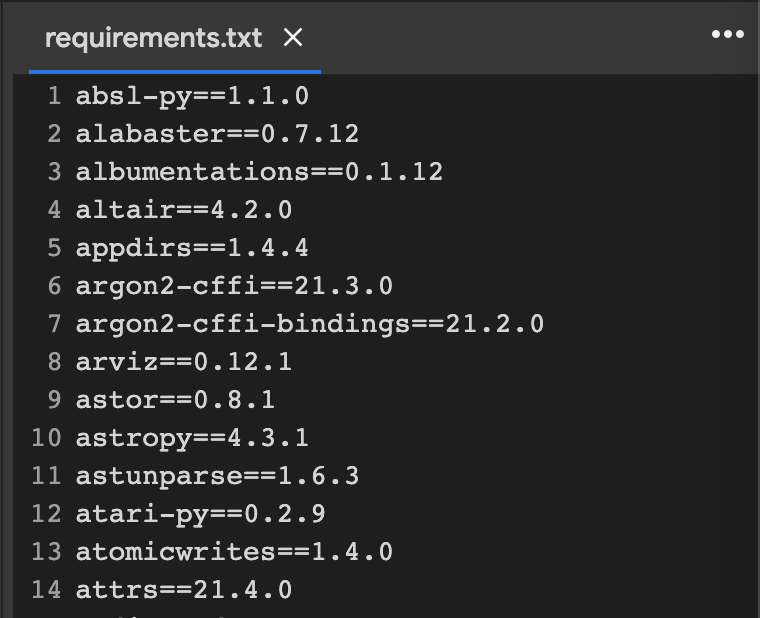 requirements.txt
1 absl-py==1.1.0
2 alabaster==0.7.12
3 albumentations==0.1.12
4 altair==4.2.0
5 appdirs==1.4.4
6 argon2-cffi==21.3.0
7 argon2-cffi-bindings==21.2.0
8 arviz==0.12.1
9 astor==0.8.1
10 astropy==4.3.1
11 astunparse==1.6.3
12 atari-py==0.2.9
13 atomicwrites==1.4.0
14 attrs==21.4.0